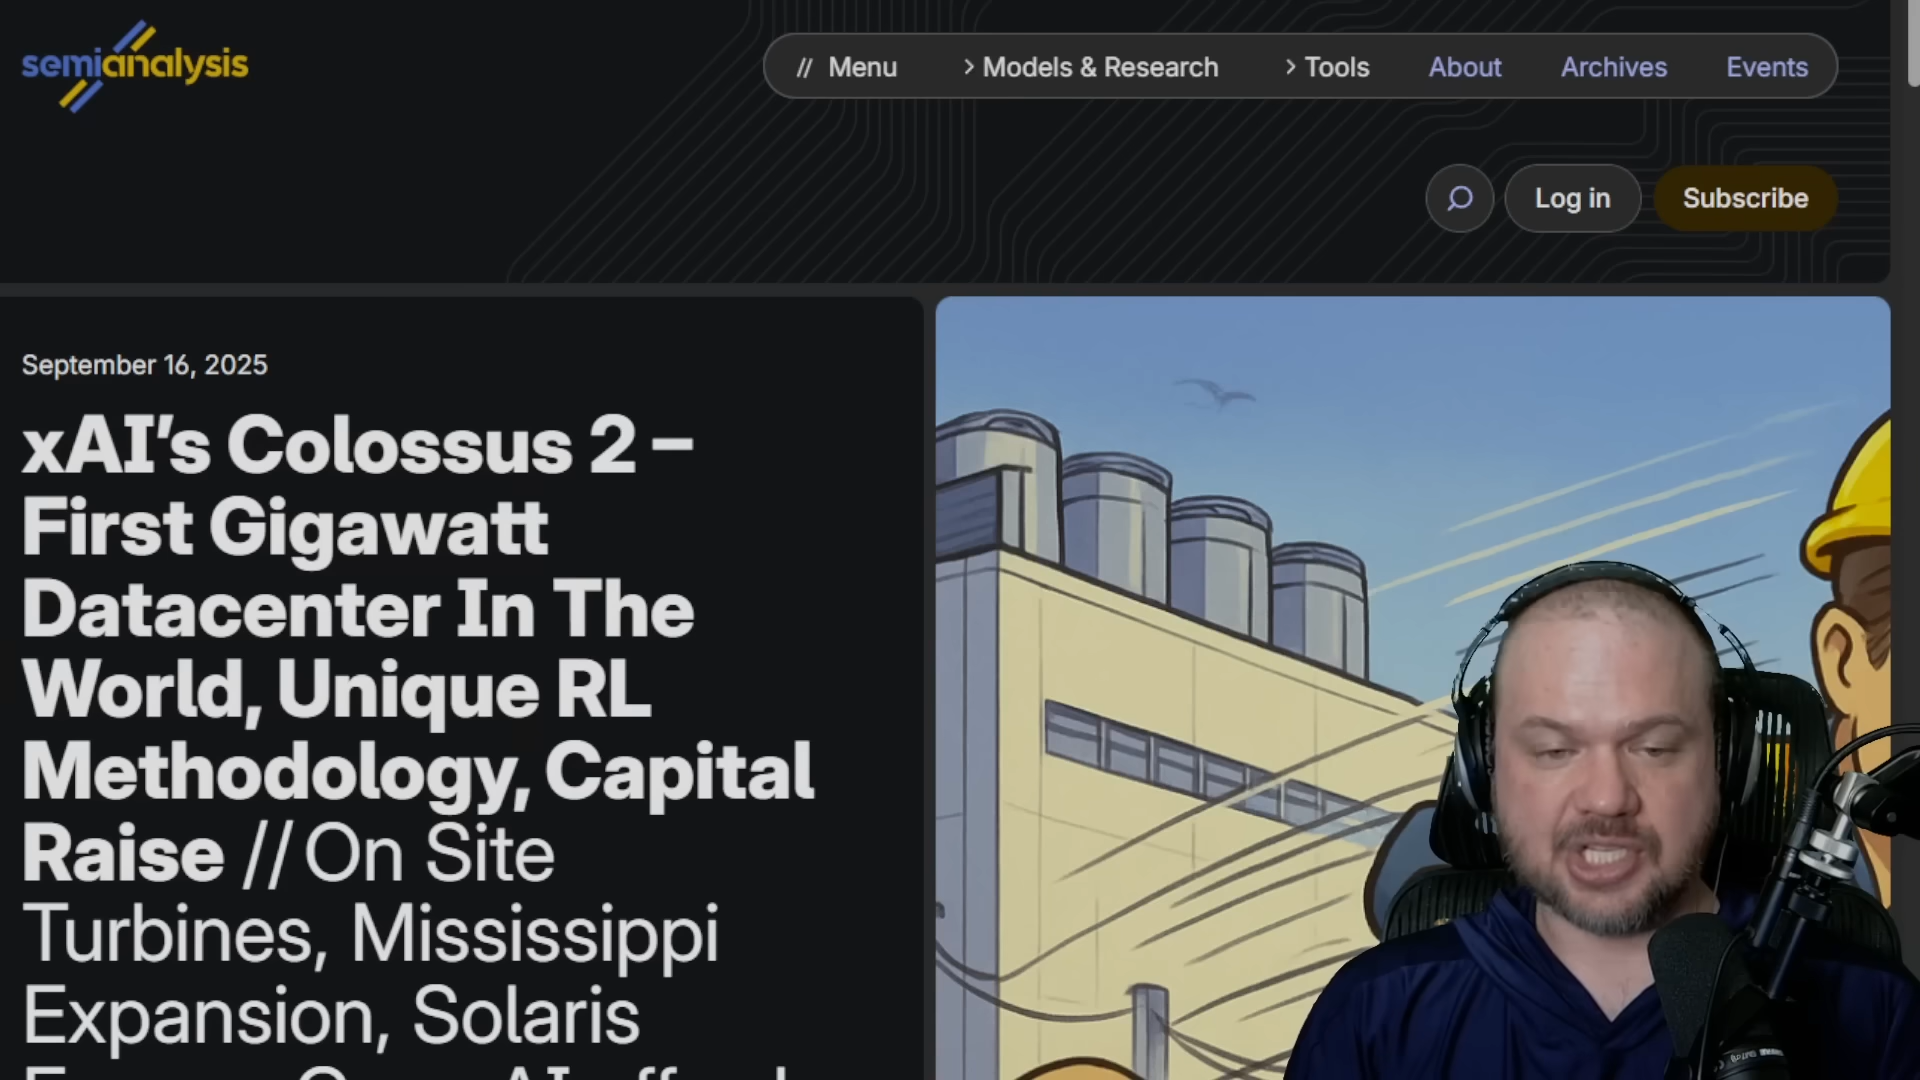 semianalysis
// Menu > Models & Research > Tools About Archives Events
Log in Subscribe
September 16, 2025
xAI's Colossus 2 –
First Gigawatt
Datacenter In The
World, Unique RL
Methodology, Capital
Raise // On Site
Turbines, Mississippi
Expansion, Solaris